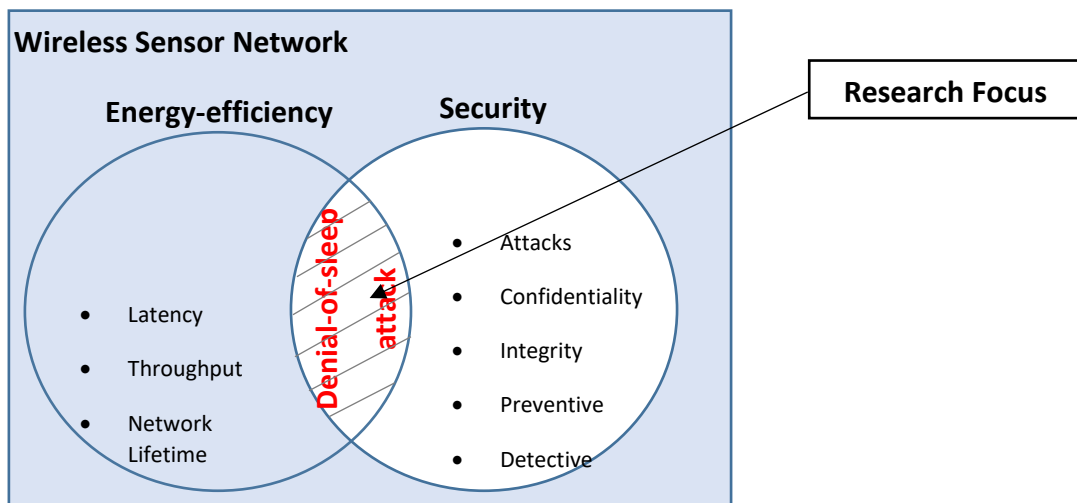 Wireless Sensor Network
Research Focus
Energy-efficiency
Security
Denial-of-sleep
attack
• Latency
• Throughput
• Network
Lifetime
• Attacks
• Confidentiality
• Integrity
• Preventive
• Detective